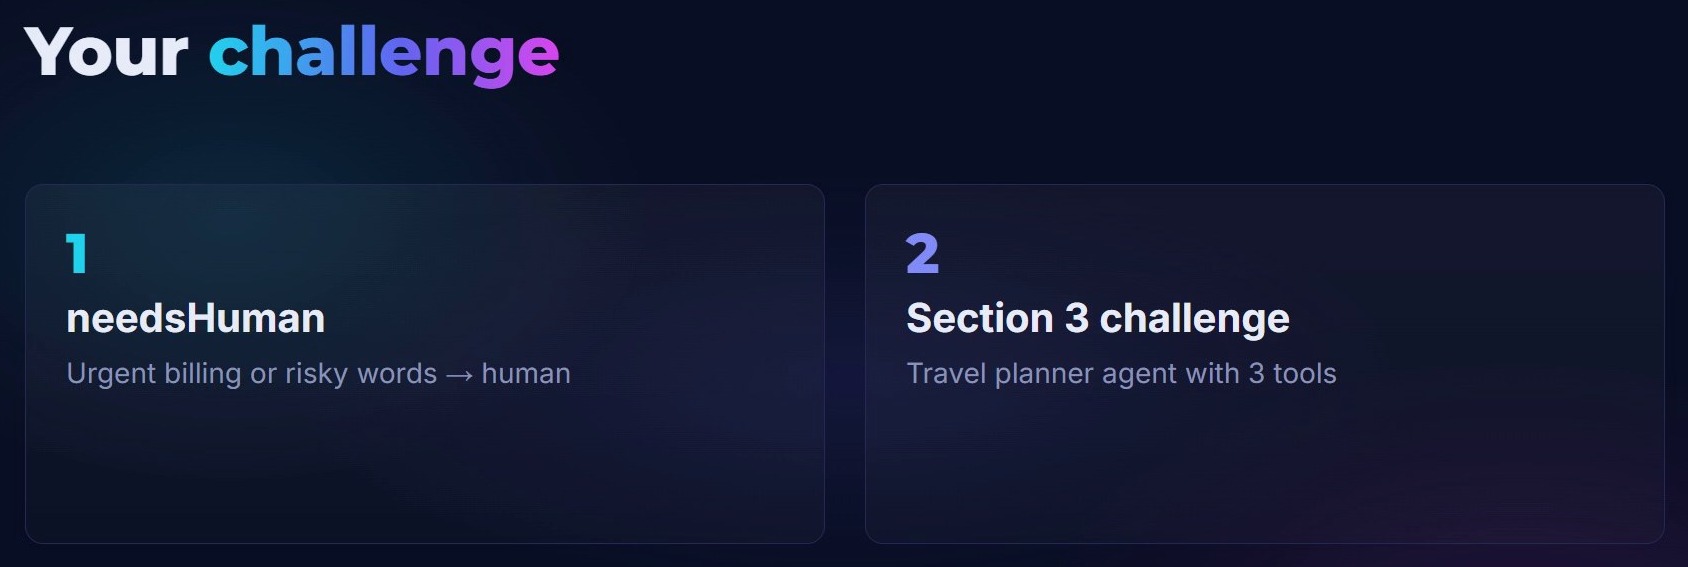 Your challenge
1
needsHuman
Urgent billing or risky words → human
2
Section 3 challenge
Travel planner agent with 3 tools